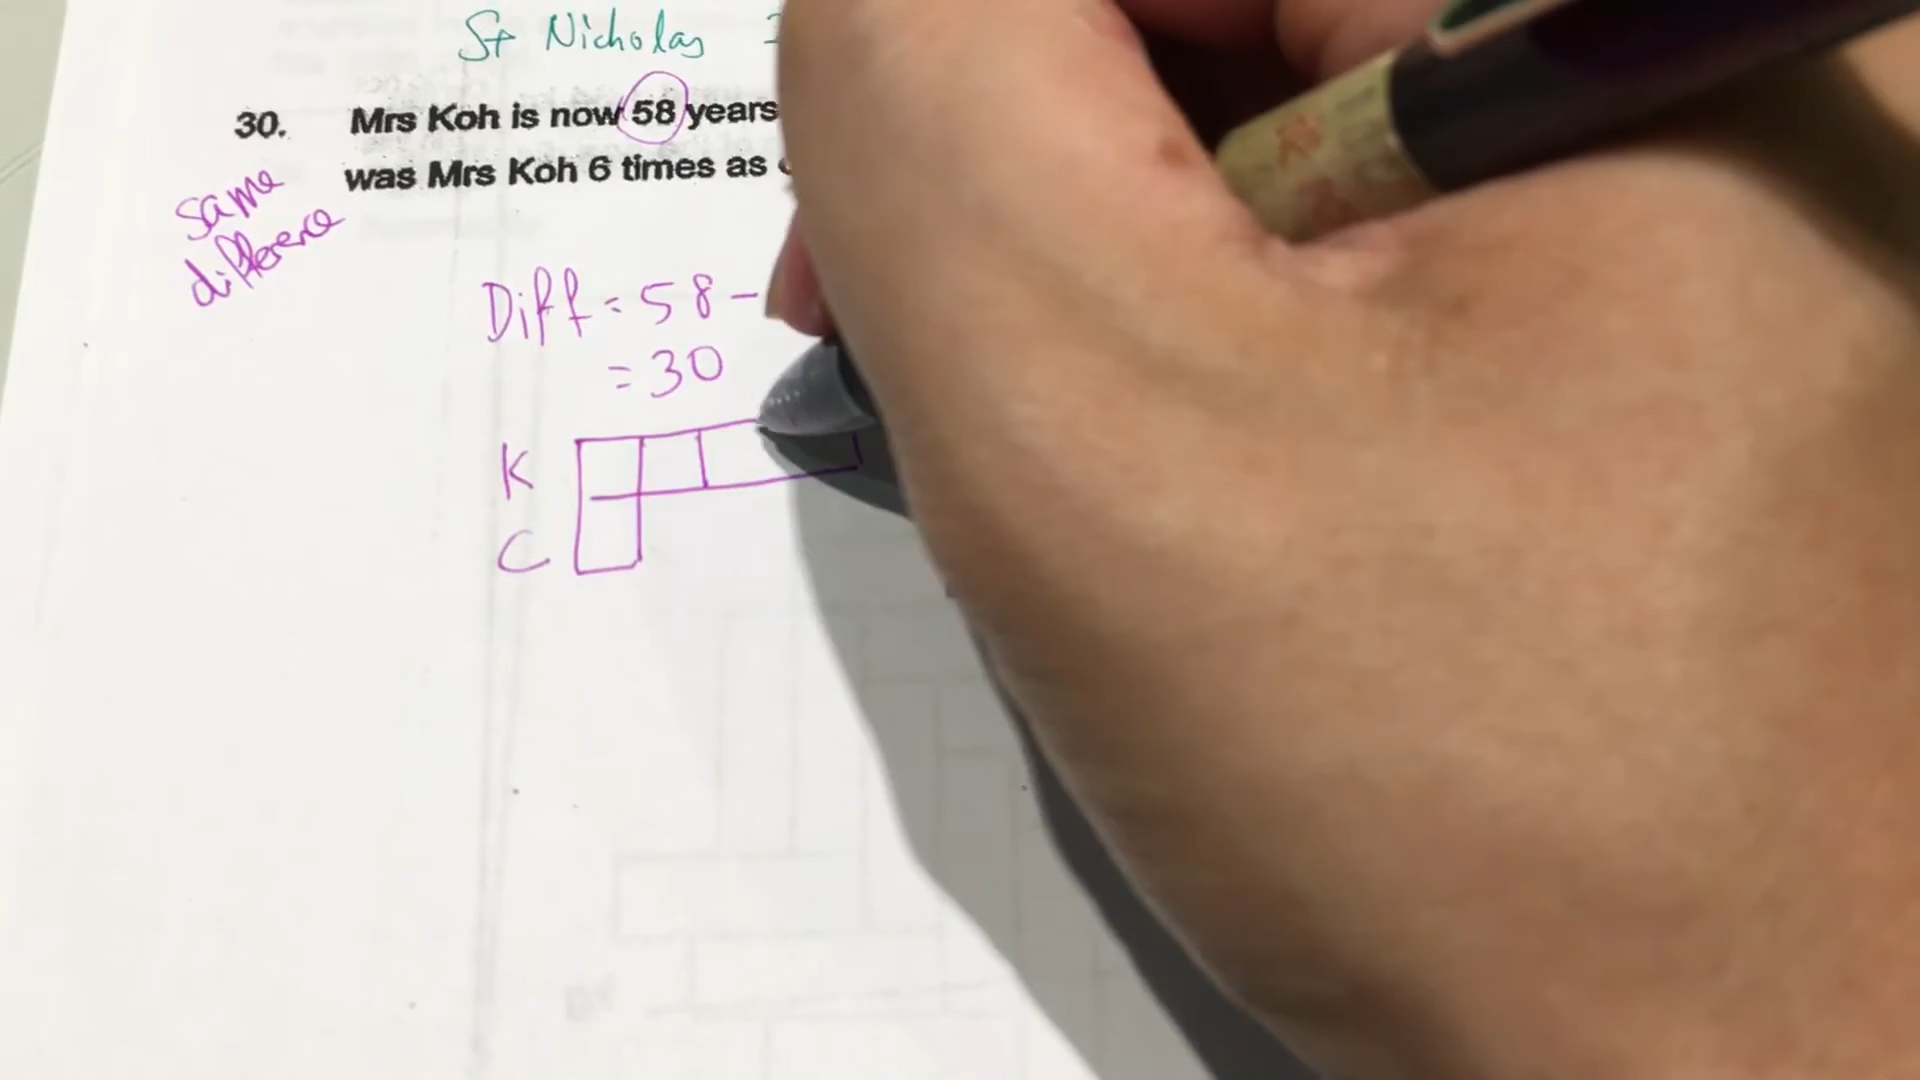 St Nicholas
30. Mrs Koh is now 58 years
was Mrs Koh 6 times as
same
difference
Diff = 58 -
= 30
K
C